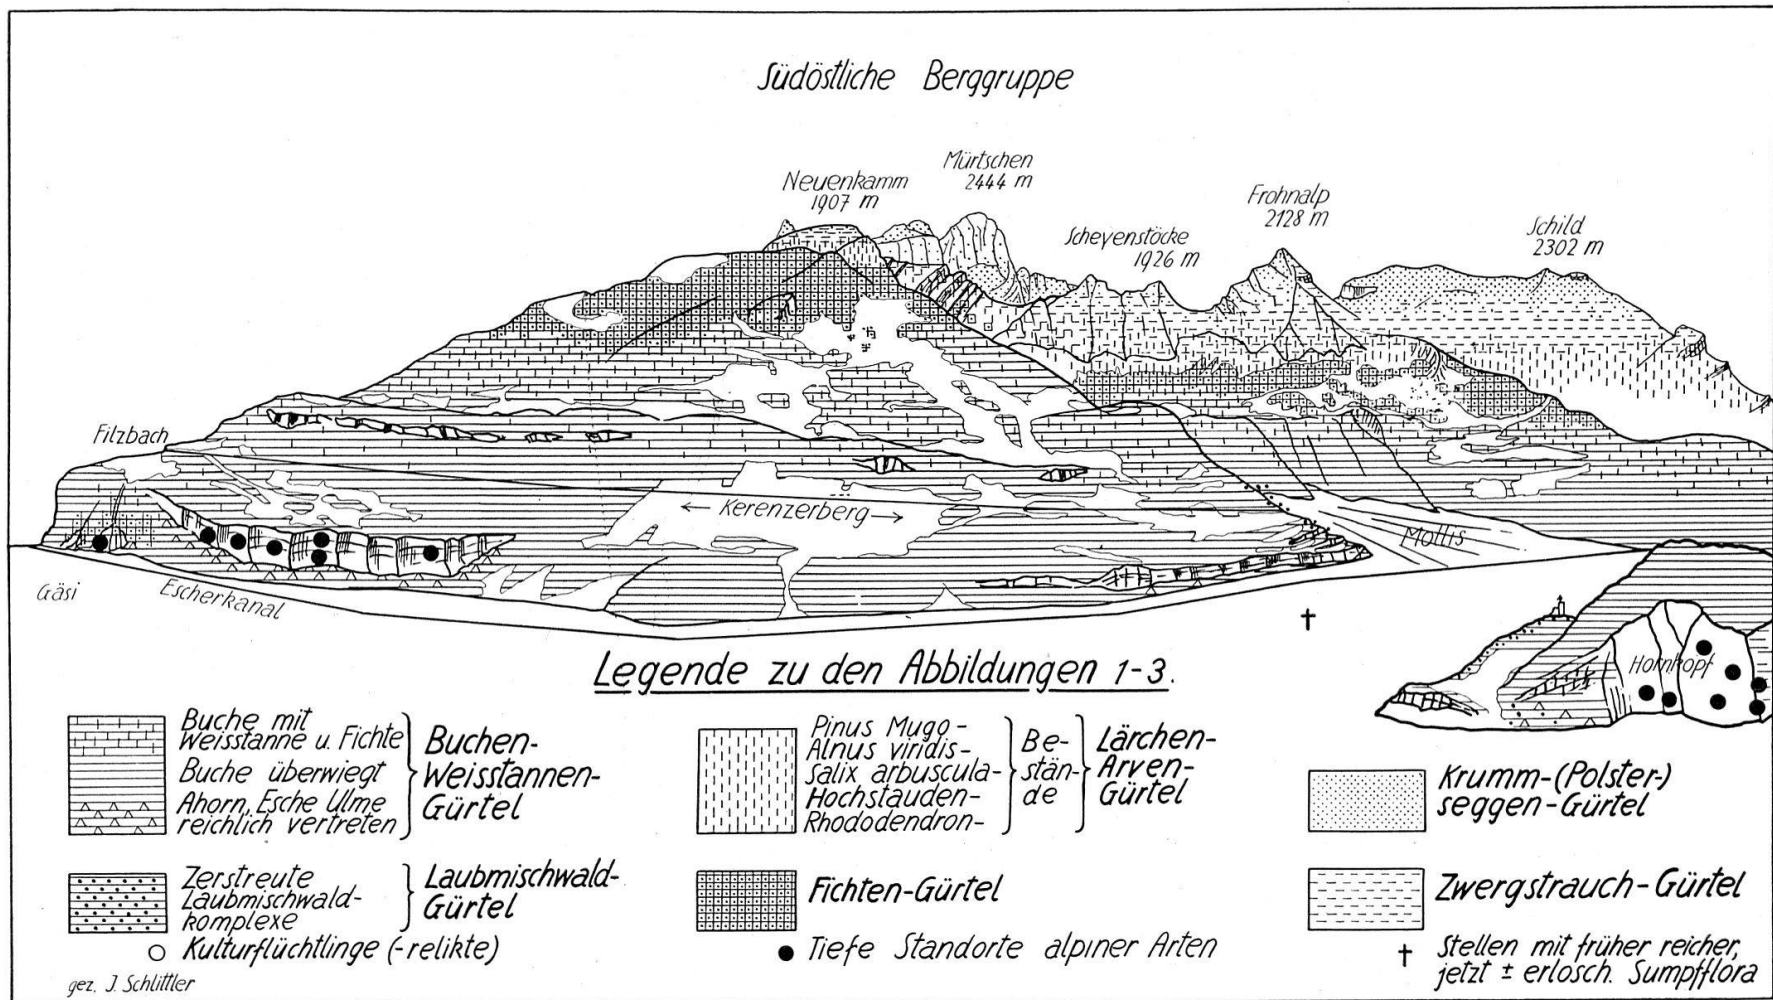 Südöstliche Berggruppe
Mürtschen
2444 m
Neuenkamm
1907 m
Frohnalp
2128 m
Scheyenstöcke
1926 m
Schild
2302 m
Filzbach
← Kerenzerberg →
Mollis
Gäsi
Escherkanal
†
Hornkopf
Legende zu den Abbildungen 1-3.
Buche mit
Weisstanne u. Fichte
Buche überwiegt
Ahorn, Esche Ulme
reichlich vertreten
Buchen-
Weisstannen-
Gürtel
Zerstreute
Laubmischwald-
komplexe
Laubmischwald-
Gürtel
Kulturflüchtlinge (-relikte)
Pinus Mugo-
Alnus viridis-
Salix arbuscula-
Hochstauden-
Rhododendron-
Be-
stän-
de
Lärchen-
Arven-
Gürtel
Fichten-Gürtel
Tiefe Standorte alpiner Arten
Krumm-(Polster-)
seggen-Gürtel
Zwergstrauch-Gürtel
† Stellen mit früher reicher,
jetzt ± erlosch. Sumpfflora
gez. J. Schlittler